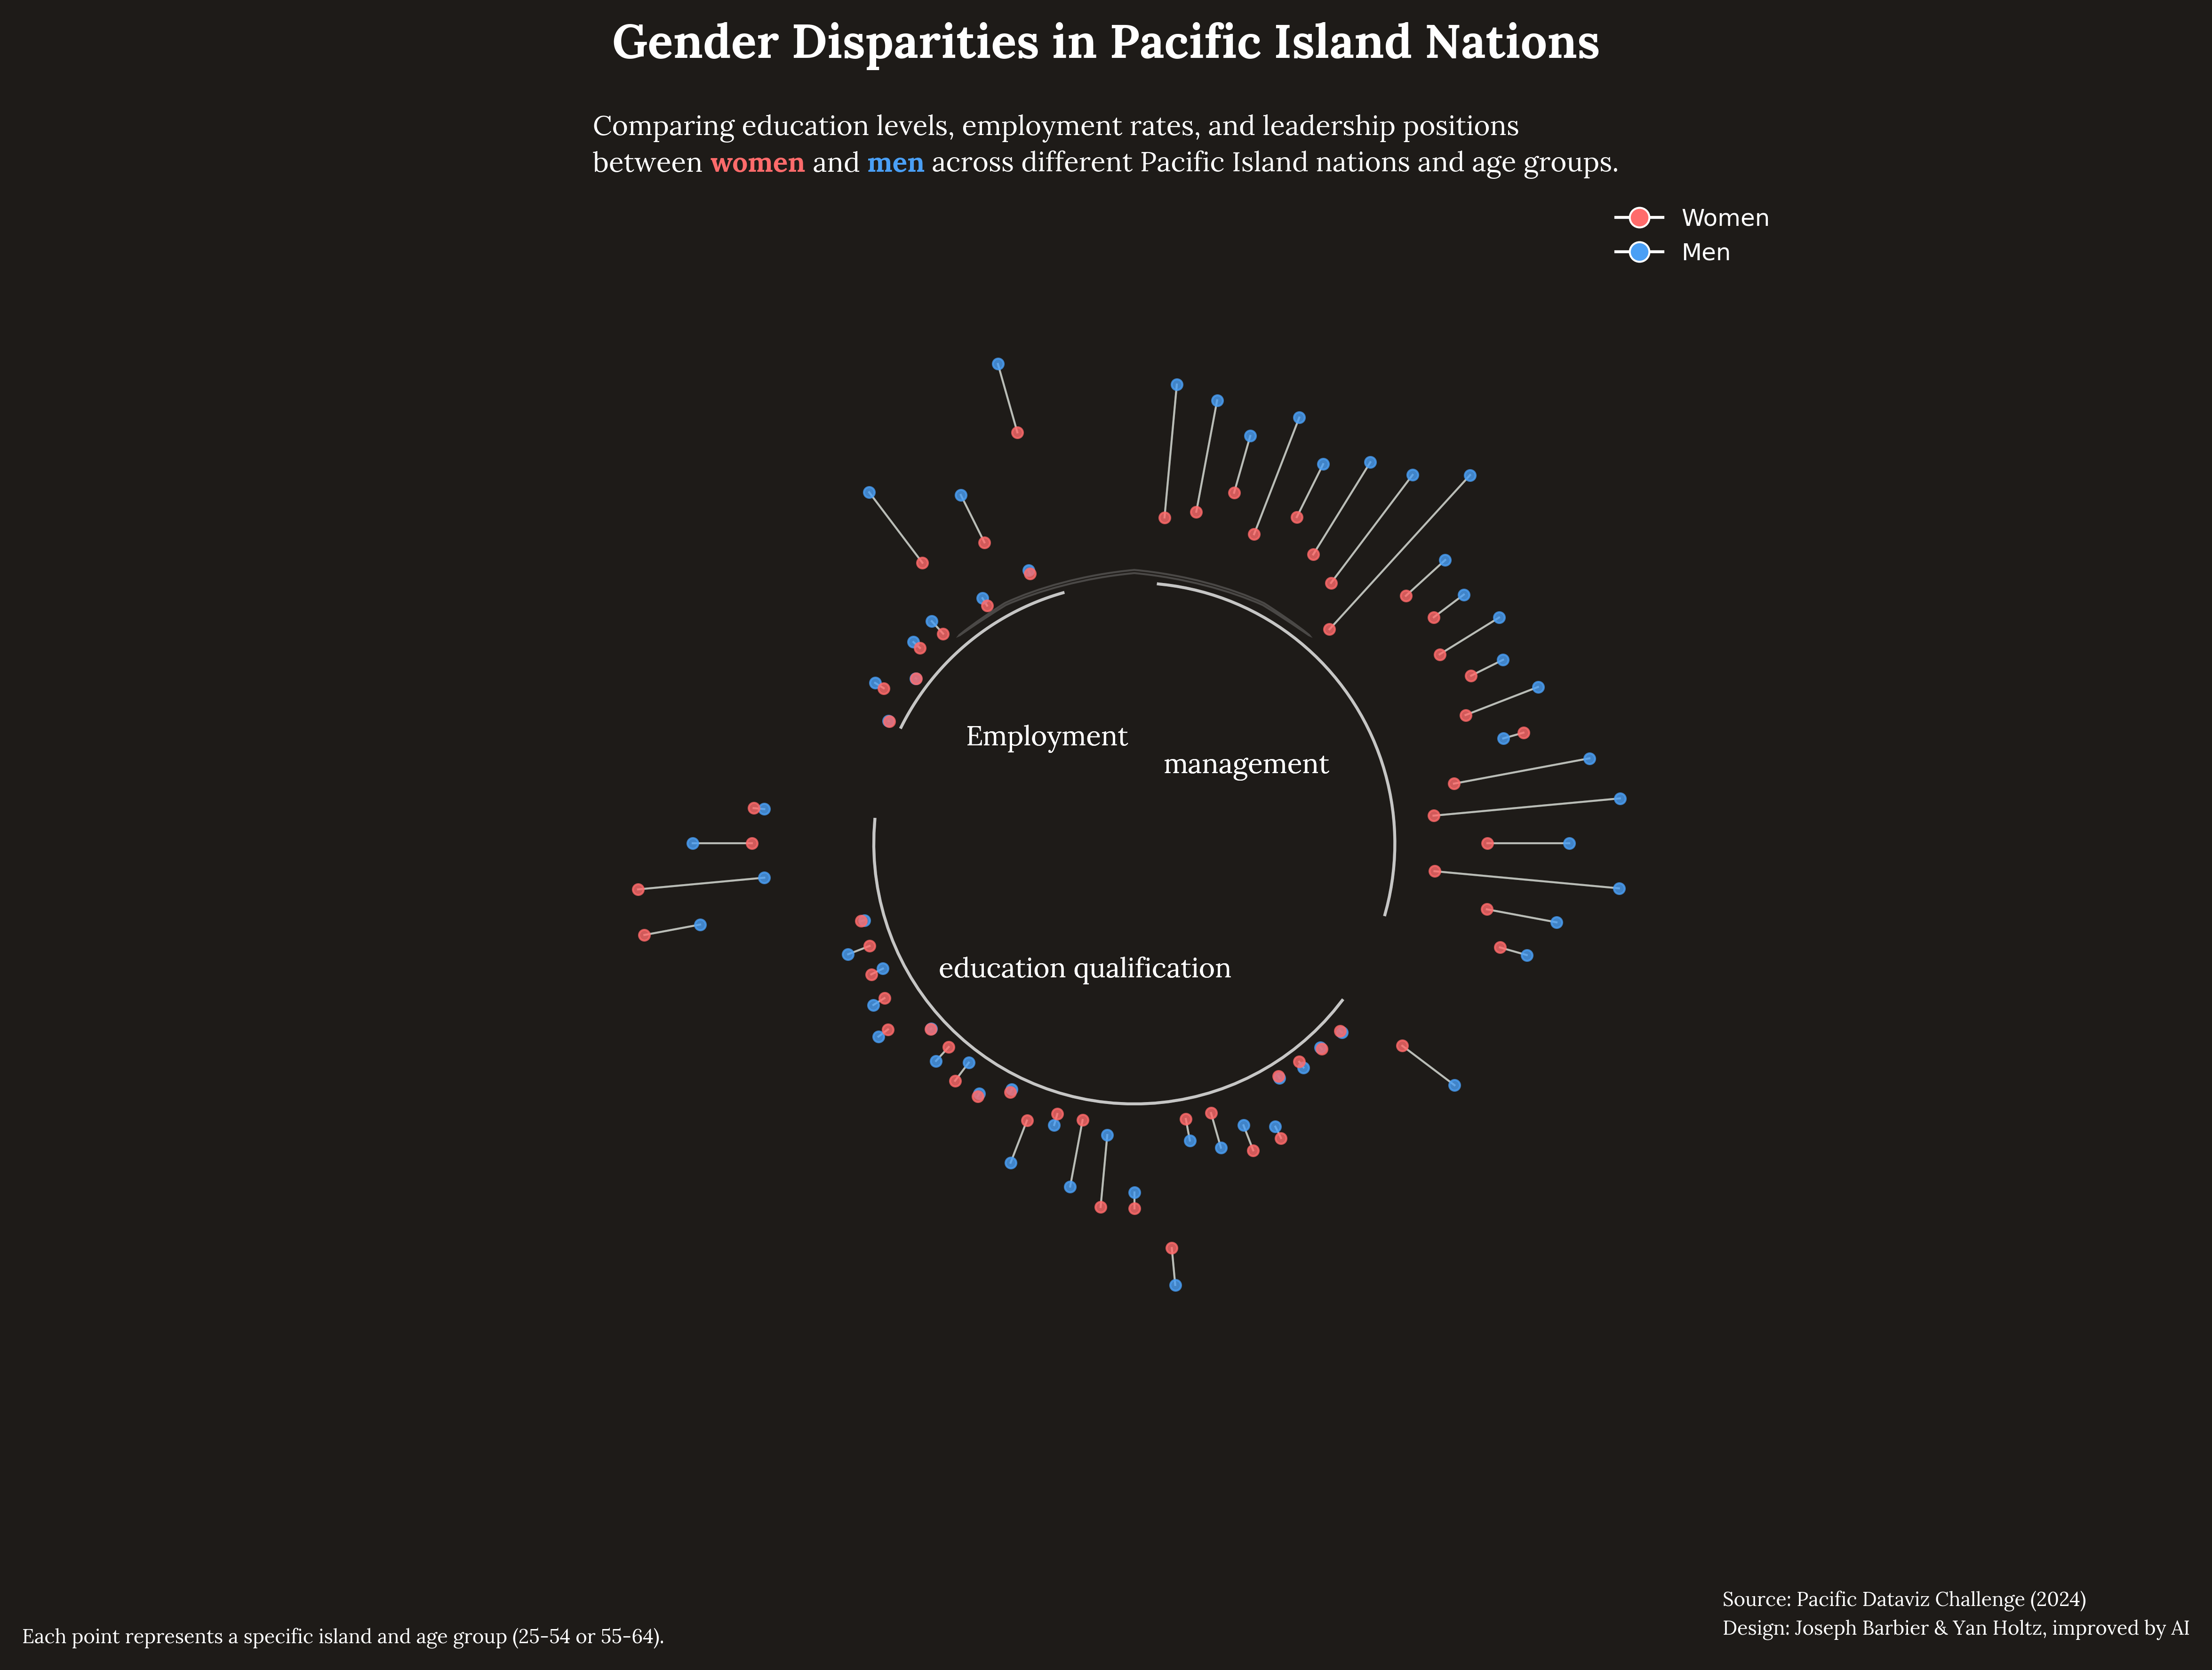 Gender Disparities in Pacific Island Nations
Comparing education levels, employment rates, and leadership positions
between women and men across different Pacific Island nations and age groups.
Women
Men
Employment
management
education qualification
Source: Pacific Dataviz Challenge (2024)
Design: Joseph Barbier & Yan Holtz, improved by AI
Each point represents a specific island and age group (25-54 or 55-64).